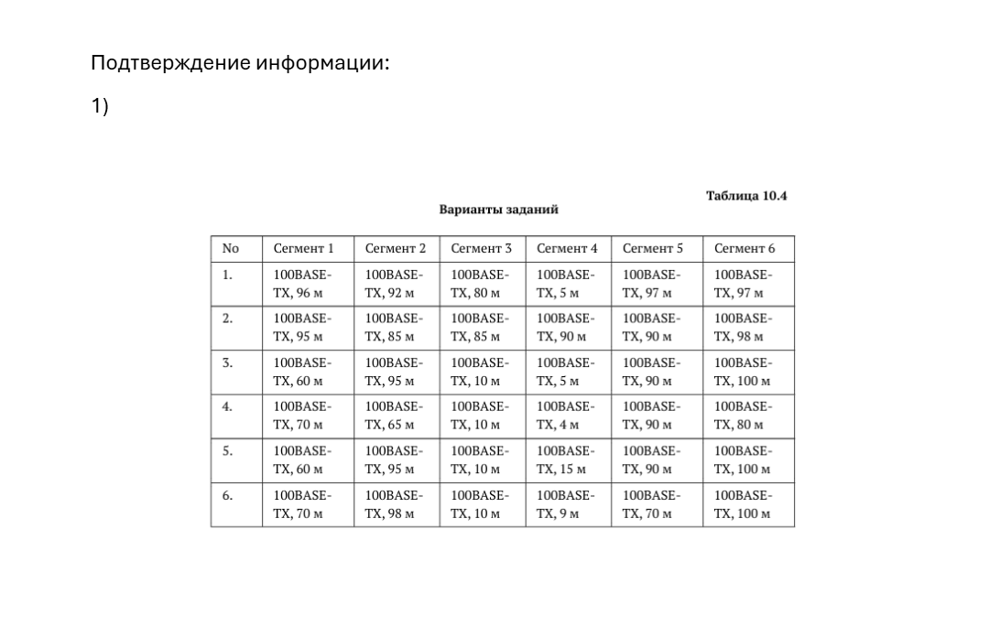 Подтверждение информации:
1)
Таблица 10.4
Варианты заданий
No Сегмент 1 Сегмент 2 Сегмент 3 Сегмент 4 Сегмент 5 Сегмент 6
1. 100BASE- 100BASE- 100BASE- 100BASE- 100BASE- 100BASE-
TX, 96 м TX, 92 м TX, 80 м TX, 5 м TX, 97 м TX, 97 м
2. 100BASE- 100BASE- 100BASE- 100BASE- 100BASE- 100BASE-
TX, 95 м TX, 85 м TX, 85 м TX, 90 м TX, 90 м TX, 98 м
3. 100BASE- 100BASE- 100BASE- 100BASE- 100BASE- 100BASE-
TX, 60 м TX, 95 м TX, 10 м TX, 5 м TX, 90 м TX, 100 м
4. 100BASE- 100BASE- 100BASE- 100BASE- 100BASE- 100BASE-
TX, 70 м TX, 65 м TX, 10 м TX, 4 м TX, 90 м TX, 80 м
5. 100BASE- 100BASE- 100BASE- 100BASE- 100BASE- 100BASE-
TX, 60 м TX, 95 м TX, 10 м TX, 15 м TX, 90 м TX, 100 м
6. 100BASE- 100BASE- 100BASE- 100BASE- 100BASE- 100BASE-
TX, 70 м TX, 98 м TX, 10 м TX, 9 м TX, 70 м TX, 100 м